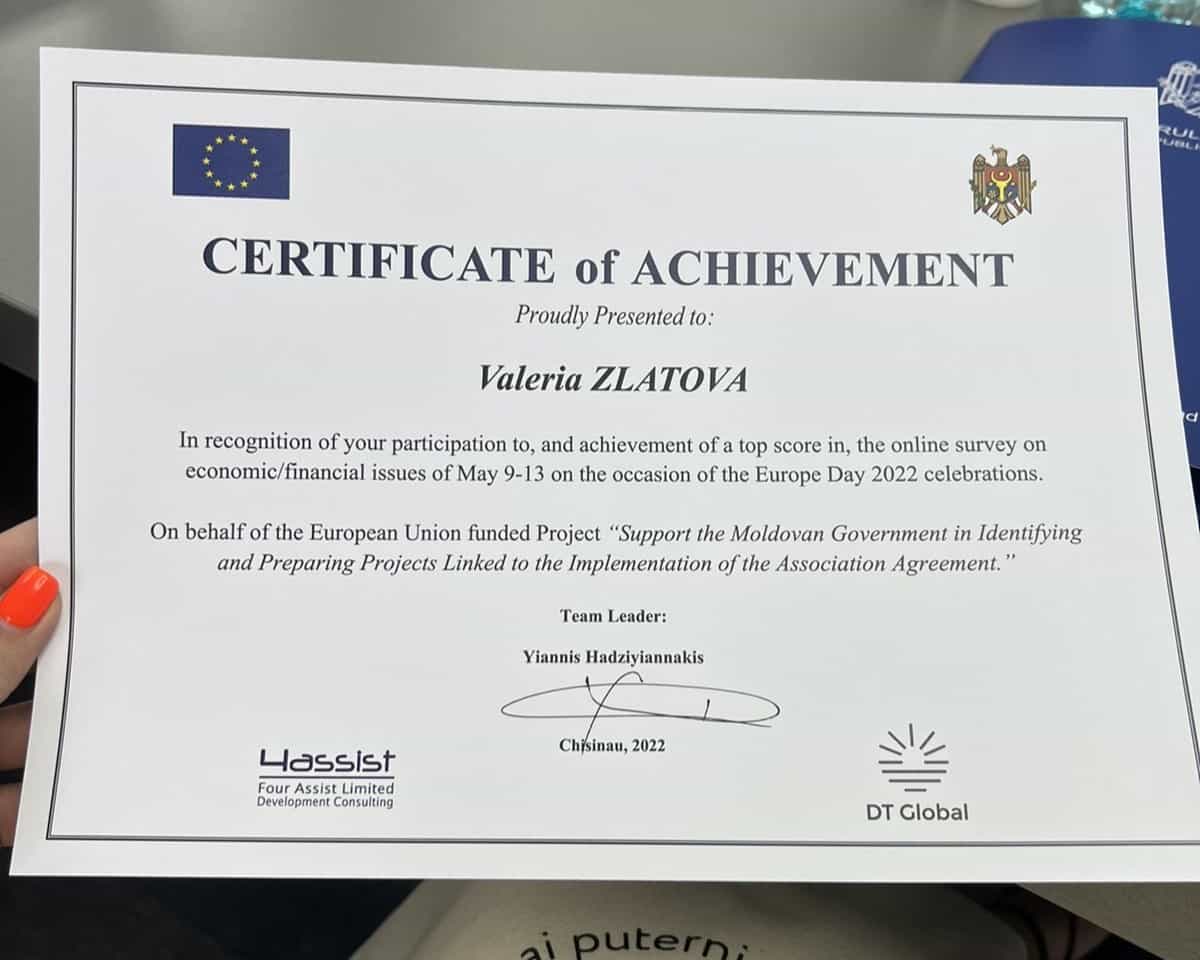 CERTIFICATE of ACHIEVEMENT
Proudly Presented to:
Valeria ZLATOVA
In recognition of your participation to, and achievement of a top score in, the online survey on
economic/financial issues of May 9-13 on the occasion of the Europe Day 2022 celebrations.
On behalf of the European Union funded Project “Support the Moldovan Government in Identifying
and Preparing Projects Linked to the Implementation of the Association Agreement.”
Team Leader:
Yiannis Hadziyiannakis
Chisinau, 2022
4assist
Four Assist Limited
Development Consulting
DT Global
ai puterni